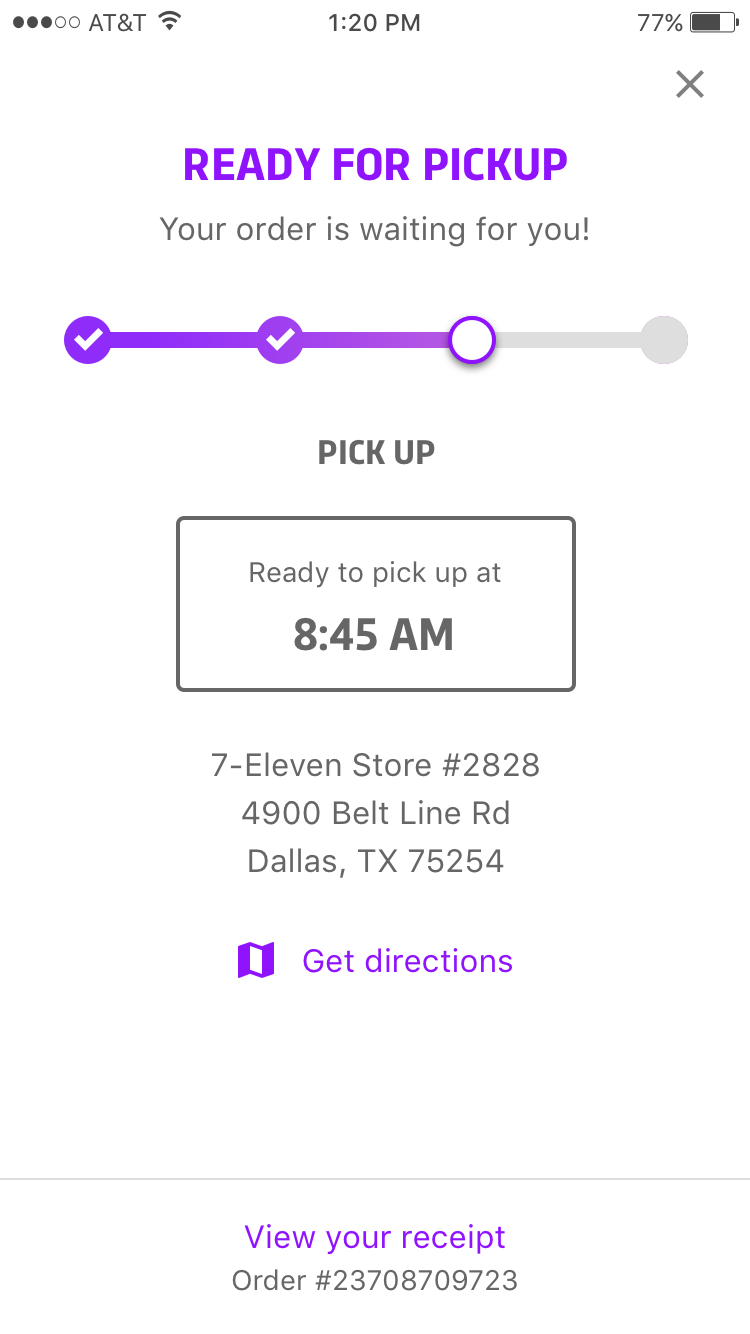 AT&T 1:20 PM 77%
READY FOR PICKUP
Your order is waiting for you!
PICK UP
Ready to pick up at
8:45 AM
7-Eleven Store #2828
4900 Belt Line Rd
Dallas, TX 75254
Get directions
View your receipt
Order #23708709723